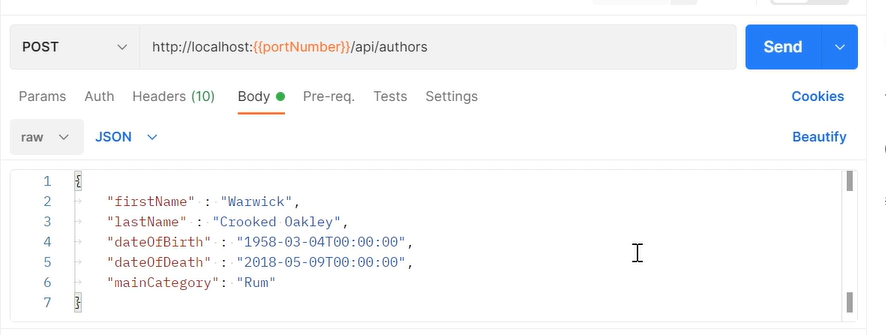 POST http://localhost:{{portNumber}}/api/authors Send
Params Auth Headers (10) Body Pre-req. Tests Settings Cookies
raw JSON Beautify
1 {
2 "firstName" : "Warwick",
3 "lastName" : "Crooked Oakley",
4 "dateOfBirth" : "1958-03-04T00:00:00",
5 "dateOfDeath" : "2018-05-09T00:00:00",
6 "mainCategory": "Rum"
7 }